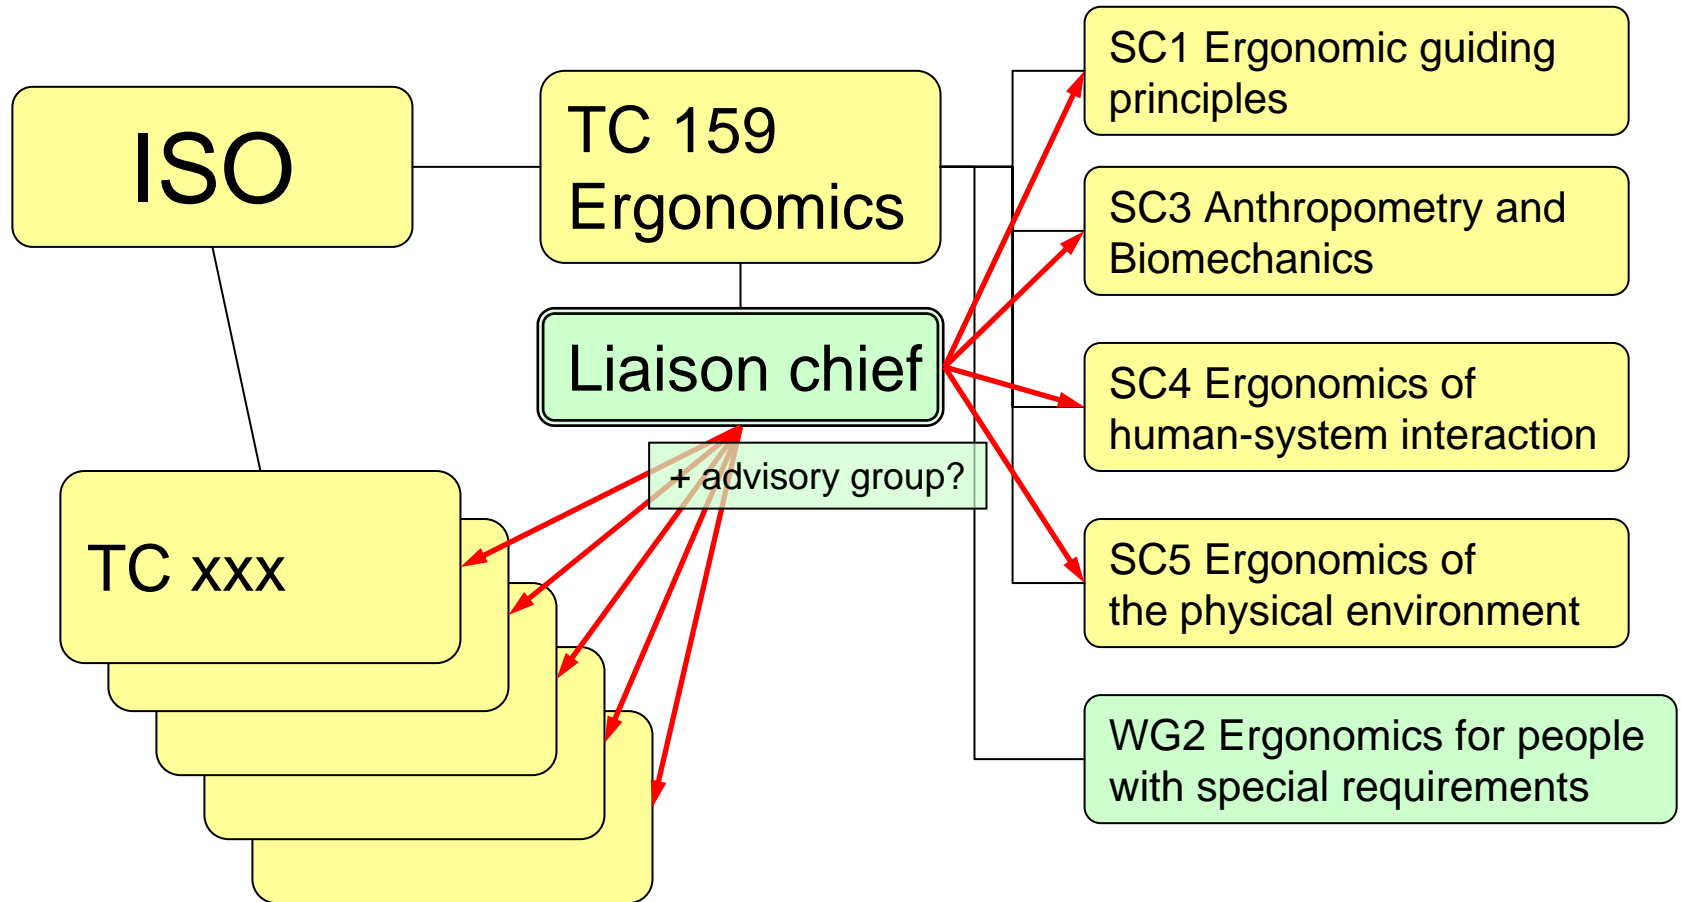 ISO
TC 159
Ergonomics
Liaison chief
+ advisory group?
TC xxx
SC1 Ergonomic guiding
principles
SC3 Anthropometry and
Biomechanics
SC4 Ergonomics of
human-system interaction
SC5 Ergonomics of
the physical environment
WG2 Ergonomics for people
with special requirements